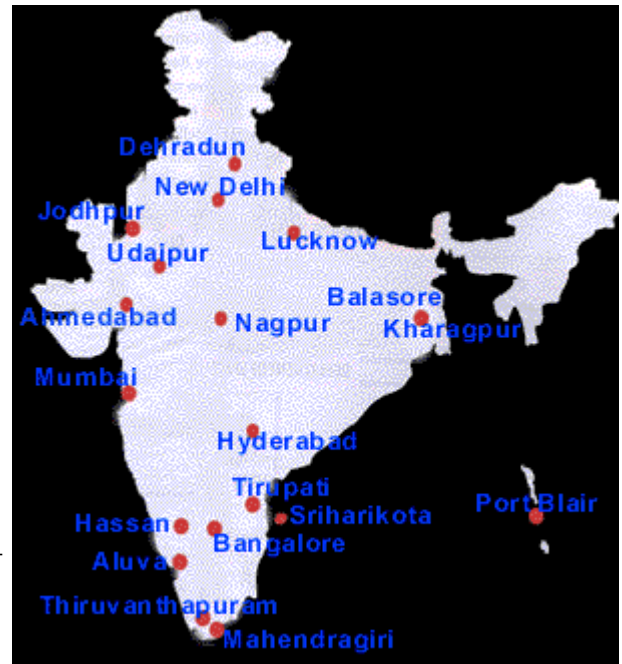 Dehradun
New Delhi
Jodhpur
Lucknow
Udaipur
Balasore
Ahmedabad
Nagpur
Kharagpur
Mumbai
Hyderabad
Tirupati
Port Blair
Sriharikota
Hassan
Bangalore
Aluva
Thiruvanthapuram
Mahendragiri